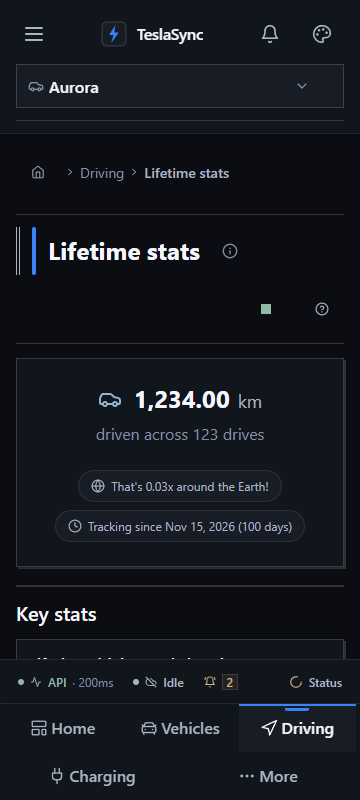 TeslaSync
Aurora
Driving
Lifetime stats
Lifetime stats
1,234.00 km
driven across 123 drives
That's 0.03x around the Earth!
Tracking since Nov 15, 2026 (100 days)
Key stats
API · 200ms
Idle
2
Status
Home
Vehicles
Driving
Charging
More